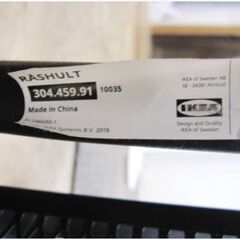 RÅSHULT
304.459.91 10035
Made in China
Systems B.V. 2019
IKEA of Sweden AB
SE - 34381 Älmhult
IKEA
Design and Quality
IKEA of Sweden